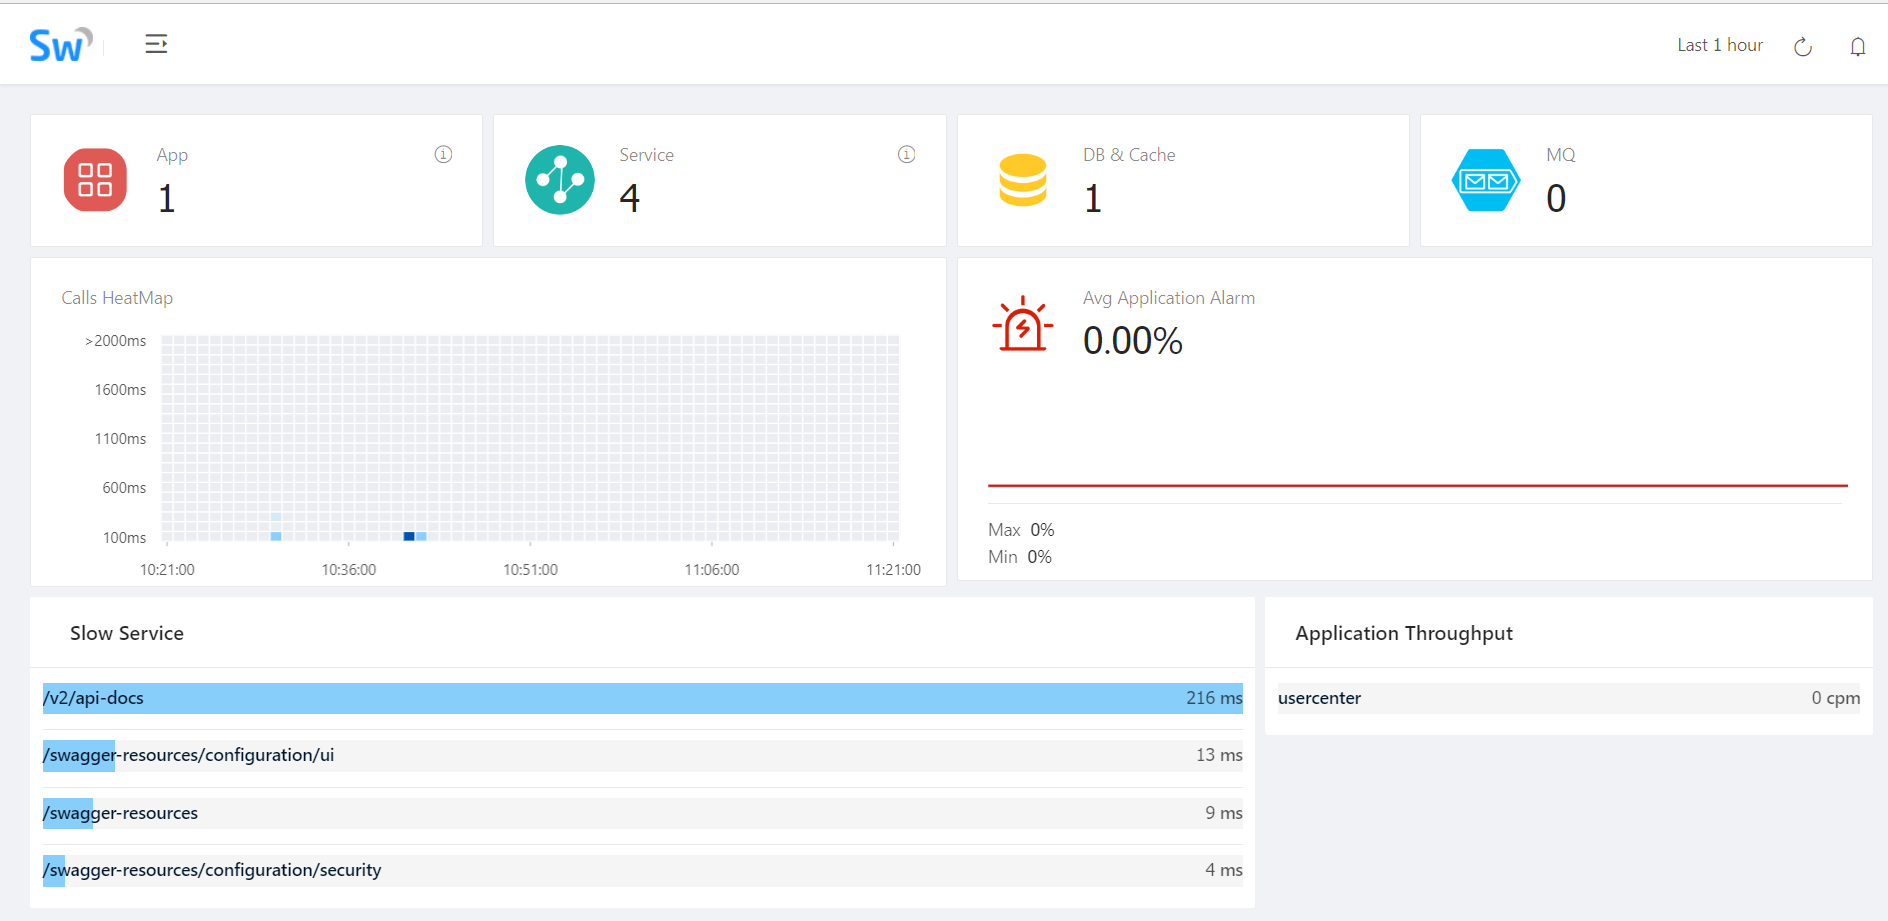 Sw
Last 1 hour
App
1
Service
4
DB & Cache
1
MQ
0
Calls HeatMap
>2000ms
1600ms
1100ms
600ms
100ms
10:21:00 10:36:00 10:51:00 11:06:00 11:21:00
Avg Application Alarm
0.00%
Max 0%
Min 0%
Slow Service
/v2/api-docs 216 ms
/swagger-resources/configuration/ui 13 ms
/swagger-resources 9 ms
/swagger-resources/configuration/security 4 ms
Application Throughput
usercenter 0 cpm